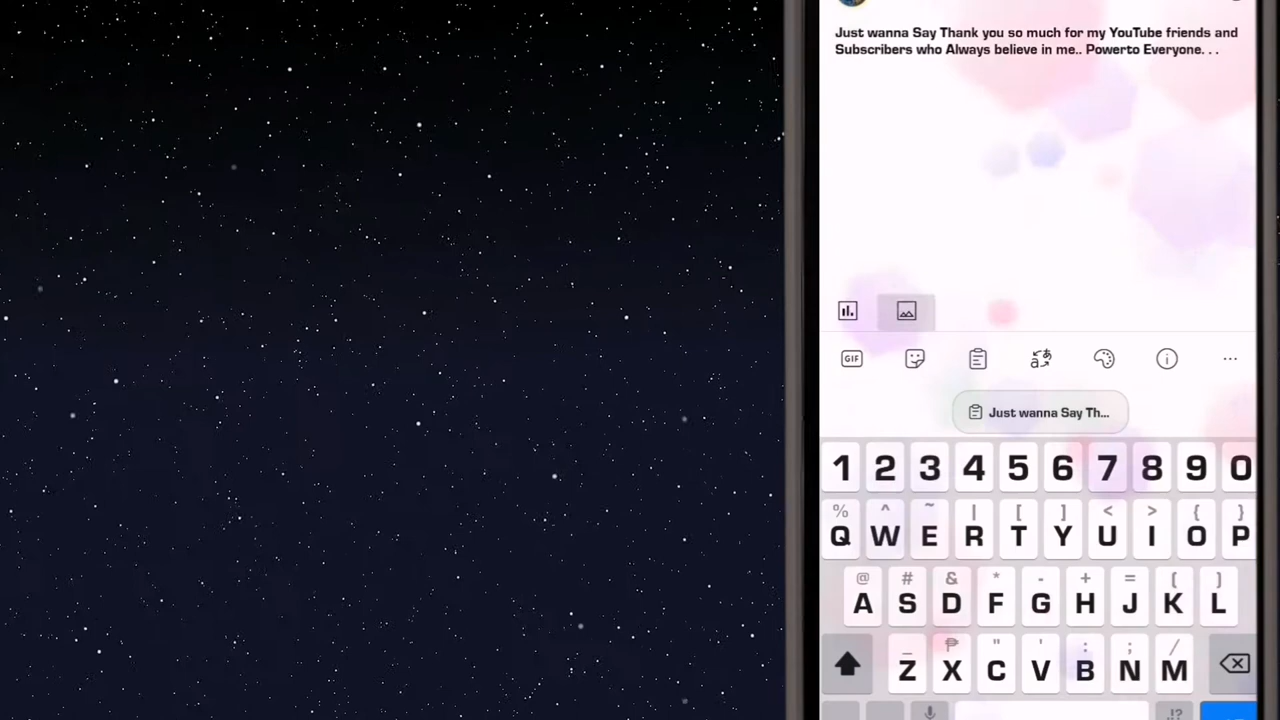 Just wanna Say Thank you so much for my YouTube friends and
Subscribers who Always believe in me.. Powerto Everyone. . .
GIF
Just wanna Say Th...
1 2 3 4 5 6 7 8 9 0
% ^ ~ | [ ] < > { }
Q W E R T Y U I O P
@ # & * - + = ( )
A S D F G H J K L
_ ₱ " ' : ; /
Z X C V B N M
!?